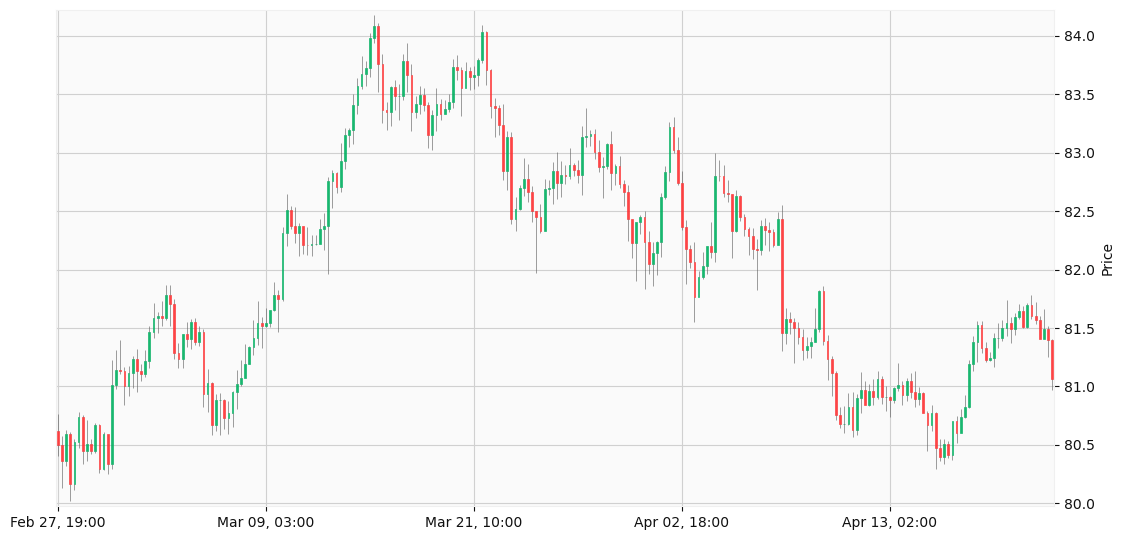 84.0
83.5
83.0
82.5
82.0
81.5
81.0
80.5
80.0
Price
Feb 27, 19:00
Mar 09, 03:00
Mar 21, 10:00
Apr 02, 18:00
Apr 13, 02:00